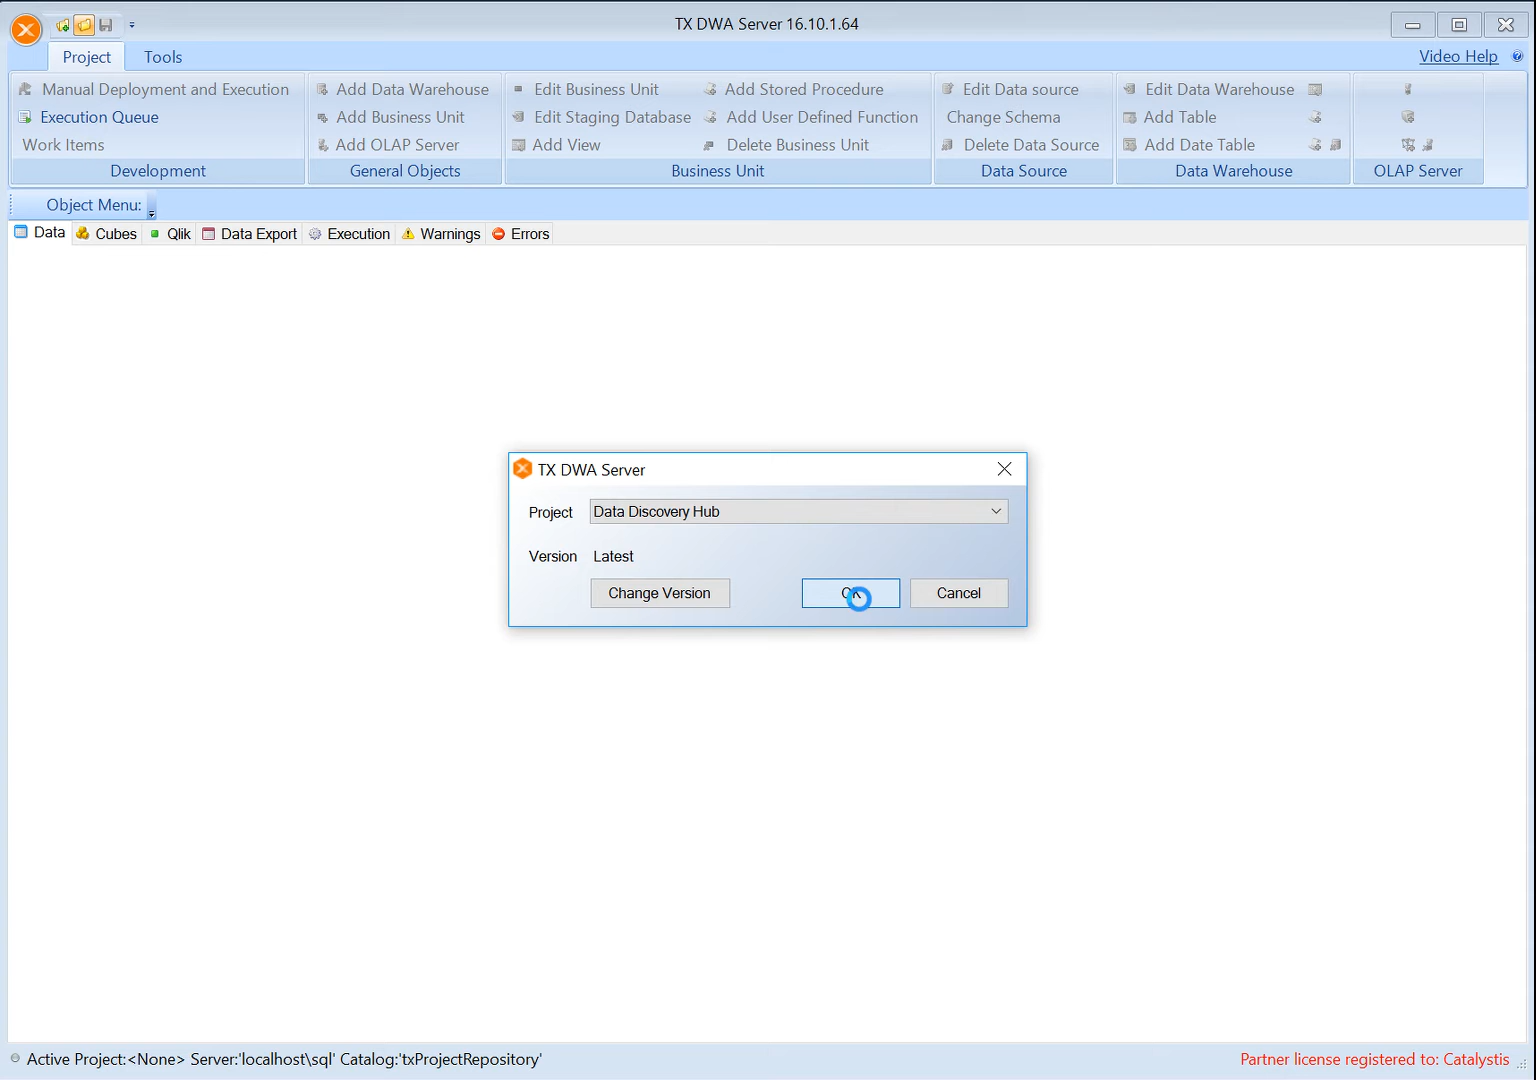 TX DWA Server 16.10.1.64
Project Tools Video Help
Manual Deployment and Execution
Execution Queue
Work Items
Development
Add Data Warehouse
Add Business Unit
Add OLAP Server
General Objects
Edit Business Unit Add Stored Procedure
Edit Staging Database Add User Defined Function
Add View Delete Business Unit
Business Unit
Edit Data source
Change Schema
Delete Data Source
Data Source
Edit Data Warehouse
Add Table
Add Date Table
Data Warehouse
OLAP Server
Object Menu:
Data Cubes Qlik Data Export Execution Warnings Errors
TX DWA Server
Project Data Discovery Hub
Version Latest
Change Version OK Cancel
Active Project:<None> Server:'localhost\sql' Catalog:'txProjectRepository'
Partner license registered to: Catalystis